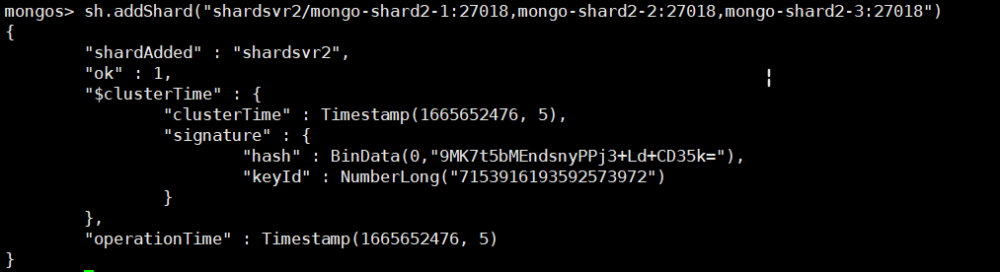 mongos> sh.addShard("shardsvr2/mongo-shard2-1:27018,mongo-shard2-2:27018,mongo-shard2-3:27018")
{
        "shardAdded" : "shardsvr2",
        "ok" : 1,
        "$clusterTime" : {
                "clusterTime" : Timestamp(1665652476, 5),
                "signature" : {
                        "hash" : BinData(0,"9MK7t5bMEndsnyPPj3+Ld+CD35k="),
                        "keyId" : NumberLong("7153916193592573972")
                }
        },
        "operationTime" : Timestamp(1665652476, 5)
}